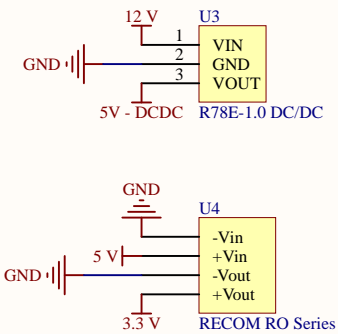 12 V
U3
1
VIN
GND
2
GND
3
VOUT
5V - DCDC
R78E-1.0 DC/DC
GND
U4
-Vin
5 V
+Vin
GND
-Vout
+Vout
3.3 V
RECOM RO Series